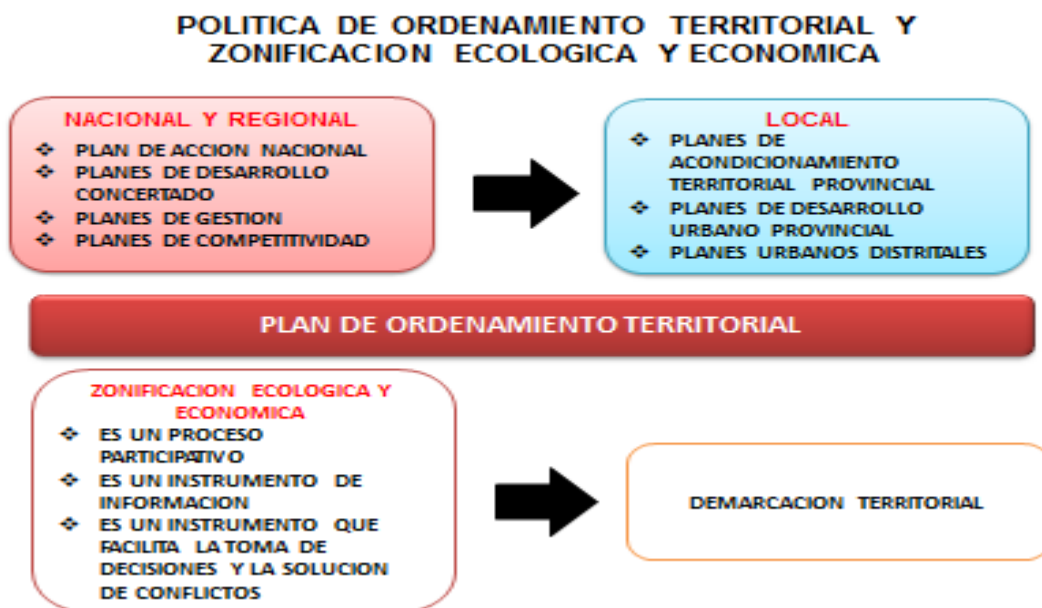 POLITICA DE ORDENAMIENTO TERRITORIAL Y
ZONIFICACION ECOLOGICA Y ECONOMICA
NACIONAL Y REGIONAL
❖ PLAN DE ACCION NACIONAL
❖ PLANES DE DESARROLLO
CONCERTADO
❖ PLANES DE GESTION
❖ PLANES DE COMPETITIVIDAD
LOCAL
❖ PLANES DE
ACONDICIONAMIENTO
TERRITORIAL PROVINCIAL
❖ PLANES DE DESARROLLO
URBANO PROVINCIAL
❖ PLANES URBANOS DISTRITALES
PLAN DE ORDENAMIENTO TERRITORIAL
ZONIFICACION ECOLOGICA Y
ECONOMICA
❖ ES UN PROCESO
PARTICIPATIVO
❖ ES UN INSTRUMENTO DE
INFORMACION
❖ ES UN INSTRUMENTO QUE
FACILITA LA TOMA DE
DECISIONES Y LA SOLUCION
DE CONFLICTOS
DEMARCACION TERRITORIAL